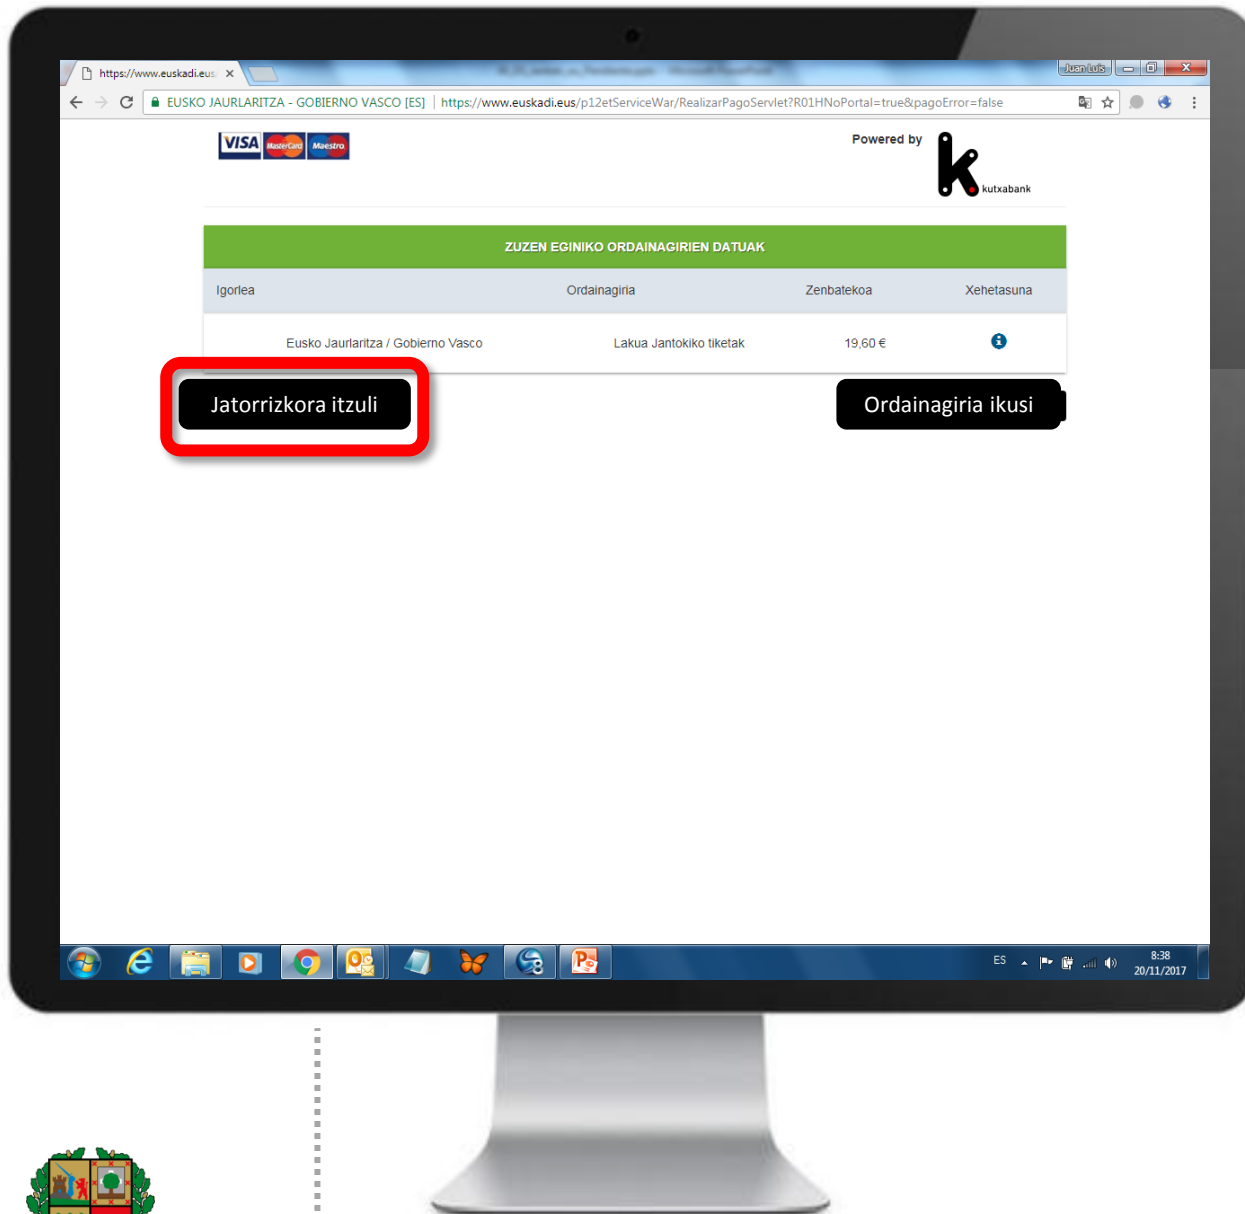 https://www.euskadi.eus
Juan Luis
EUSKO JAURLARITZA - GOBIERNO VASCO [ES] | https://www.euskadi.eus/p12etServiceWar/RealizarPagoServlet?R01HNoPortal=true&pagoError=false
VISA MasterCard Maestro
Powered by
k
kutxabank
ZUZEN EGINIKO ORDAINAGIRIEN DATUAK
Igorlea Ordainagiria Zenbatekoa Xehetasuna
Eusko Jaurlaritza / Gobierno Vasco Lakua Jantokiko tiketak 19,60 €
Jatorrizkora itzuli Ordainagiria ikusi
ES 8:38
20/11/2017